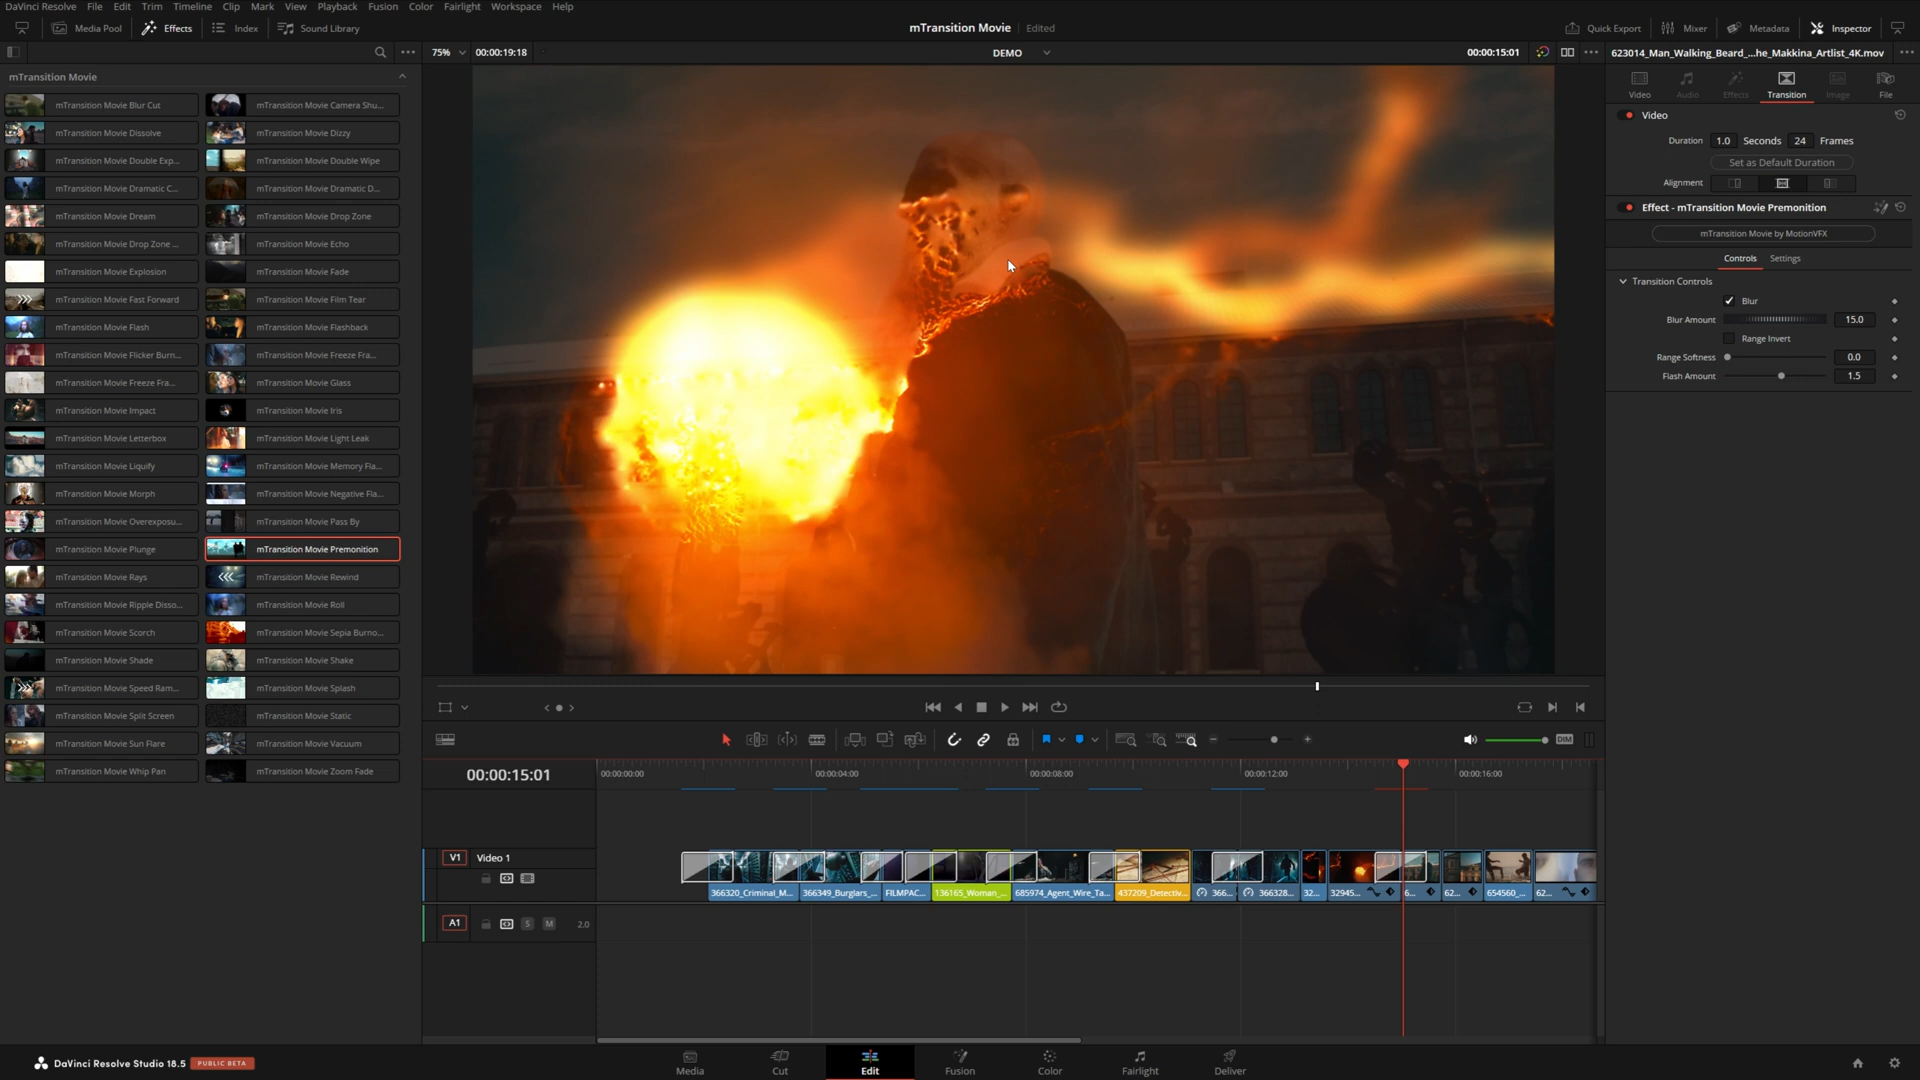 DaVinci Resolve File Edit Trim Timeline Clip Mark View Playback Fusion Color Fairlight Workspace Help
Media Pool Effects Index Sound Library
mTransition Movie Edited
Quick Export Mixer Metadata Inspector
75% 00:00:19:18
DEMO
00:00:15:01
623014_Man_Walking_Beard_...he_Makkina_Artlist_4K.mov
mTransition Movie
mTransition Movie Blur Cut
mTransition Movie Camera Shu...
mTransition Movie Dissolve
mTransition Movie Dizzy
mTransition Movie Double Exp...
mTransition Movie Double Wipe
mTransition Movie Dramatic C...
mTransition Movie Dramatic D...
mTransition Movie Dream
mTransition Movie Drop Zone
mTransition Movie Drop Zone ...
mTransition Movie Echo
mTransition Movie Explosion
mTransition Movie Fade
mTransition Movie Fast Forward
mTransition Movie Film Tear
mTransition Movie Flash
mTransition Movie Flashback
mTransition Movie Flicker Burn...
mTransition Movie Freeze Fra...
mTransition Movie Freeze Fra...
mTransition Movie Glass
mTransition Movie Impact
mTransition Movie Iris
mTransition Movie Letterbox
mTransition Movie Light Leak
mTransition Movie Liquify
mTransition Movie Memory Fla...
mTransition Movie Morph
mTransition Movie Negative Fla...
mTransition Movie Overexposu...
mTransition Movie Pass By
mTransition Movie Plunge
mTransition Movie Premonition
mTransition Movie Rays
mTransition Movie Rewind
mTransition Movie Ripple Disso...
mTransition Movie Roll
mTransition Movie Scorch
mTransition Movie Sepia Burno...
mTransition Movie Shade
mTransition Movie Shake
mTransition Movie Speed Ram...
mTransition Movie Splash
mTransition Movie Split Screen
mTransition Movie Static
mTransition Movie Sun Flare
mTransition Movie Vacuum
mTransition Movie Whip Pan
mTransition Movie Zoom Fade
Video Audio Effects Transition Image File
Video
Duration 1.0 Seconds 24 Frames
Set as Default Duration
Alignment
Effect - mTransition Movie Premonition
mTransition Movie by MotionVFX
Controls Settings
Transition Controls
Blur
Blur Amount 15.0
Range Invert
Range Softness 0.0
Flash Amount 1.5
DIM
00:00:15:01
00:00:00:00 00:00:04:00 00:00:08:00 00:00:12:00 00:00:16:00
V1 Video 1
366320_Criminal_M... 366349_Burglars_... FILMPAC... 136165_Woman_... 685974_Agent_Wire_Ta... 437209_Detectiv... 366... 366328... 32... 32945... 6... 62... 654560_... 62...
A1 S M 2.0
DaVinci Resolve Studio 18.5 PUBLIC BETA
Media Cut Edit Fusion Color Fairlight Deliver